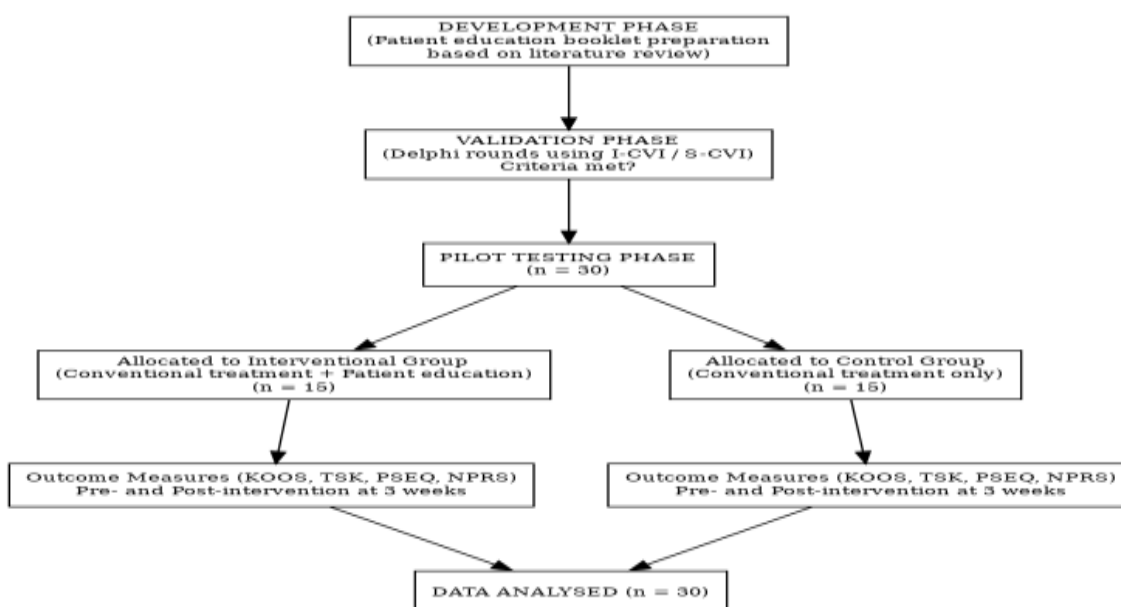 DEVELOPMENT PHASE
(Patient education booklet preparation
based on literature review)
VALIDATION PHASE
(Delphi rounds using I-CVI / S-CVI)
Criteria met?
PILOT TESTING PHASE
(n = 30)
Allocated to Interventional Group
(Conventional treatment + Patient education)
(n = 15)
Allocated to Control Group
(Conventional treatment only)
(n = 15)
Outcome Measures (KOOS, TSK, PSEQ, NPRS)
Pre- and Post-intervention at 3 weeks
Outcome Measures (KOOS, TSK, PSEQ, NPRS)
Pre- and Post-intervention at 3 weeks
DATA ANALYSED (n = 30)